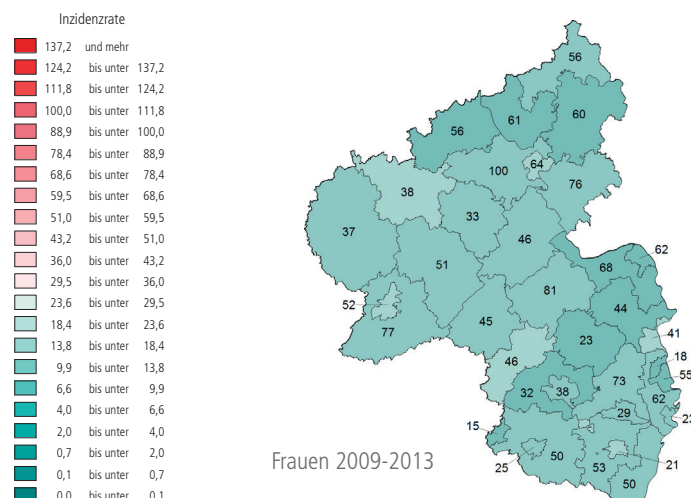 Inzidenzrate
137,2 und mehr
124,2 bis unter 137,2
111,8 bis unter 124,2
100,0 bis unter 111,8
88,9 bis unter 100,0
78,4 bis unter 88,9
68,6 bis unter 78,4
59,5 bis unter 68,6
51,0 bis unter 59,5
43,2 bis unter 51,0
36,0 bis unter 43,2
29,5 bis unter 36,0
23,6 bis unter 29,5
18,4 bis unter 23,6
13,8 bis unter 18,4
9,9 bis unter 13,8
6,6 bis unter 9,9
4,0 bis unter 6,6
2,0 bis unter 4,0
0,7 bis unter 2,0
0,1 bis unter 0,7
0,0 bis unter 0,1
56
60
61
56
64
100
76
38
33
37
46
62
51
68
81
52
44
45
77
41
23
18
46
55
73
32
38
62
29
23
15
21
25
50
53
50
Frauen 2009-2013